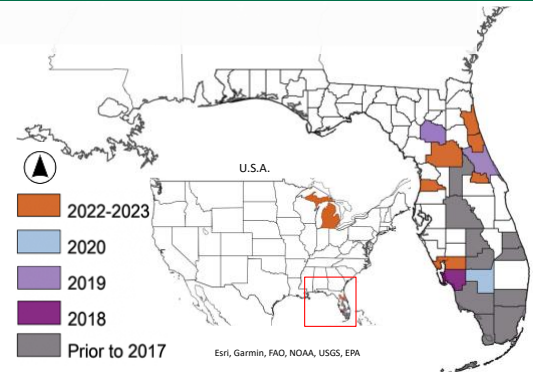 U.S.A.
2022-2023
2020
2019
2018
Prior to 2017
Esri, Garmin, FAO, NOAA, USGS, EPA